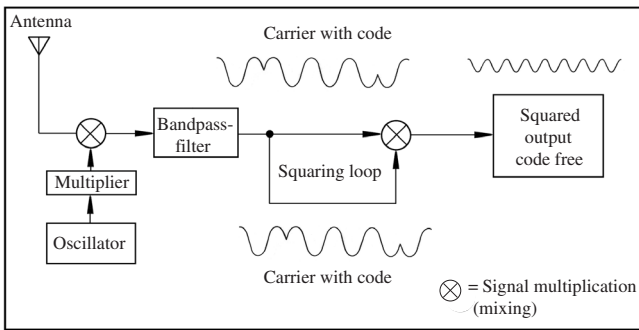 Antenna
Carrier with code
Bandpass-
filter
Squared
output
code free
Squaring loop
Multiplier
Oscillator
Carrier with code
= Signal multiplication
(mixing)